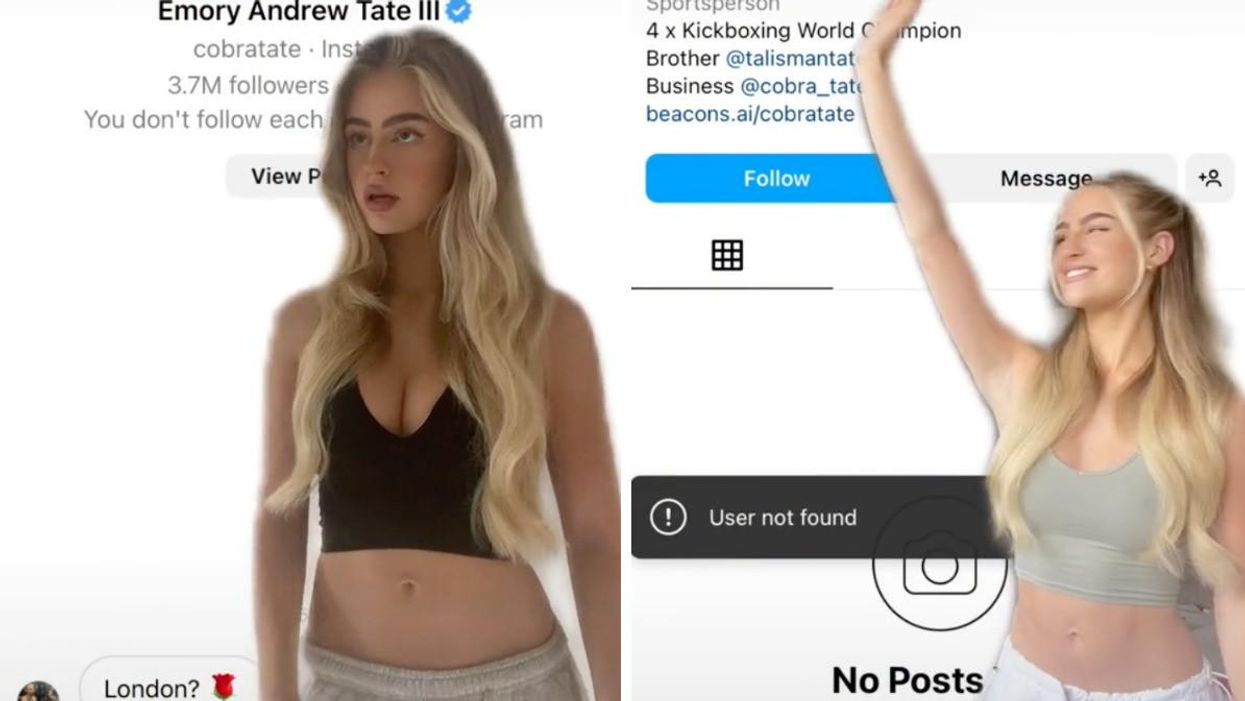 Emory Andrew Tate III
cobratate · Inst
3.7M followers
You don't follow each ram
View P
London? 🌹
Sportsperson
4 x Kickboxing World C mpion
Brother @talismantate
Business @cobra_tate
beacons.ai/cobratate
Follow
Message
User not found
No Posts